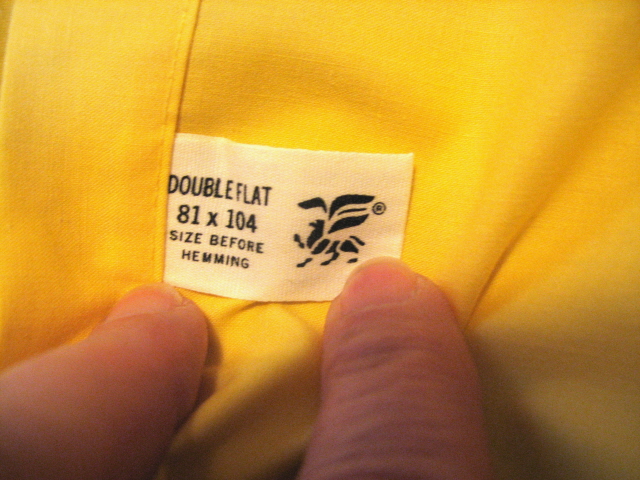 DOUBLE FLAT
81 x 104
SIZE BEFORE
HEMMING
®